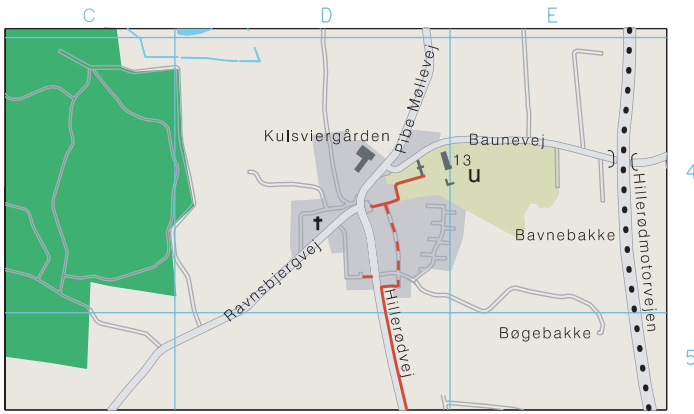 C D E
Kulsviergården
Pibe Møllevej
Baunevej
13
u
4
Hillerødmotorvejen
Bavnebakke
Ravnsbjergvej
Hillerødvej
Bøgebakke
5